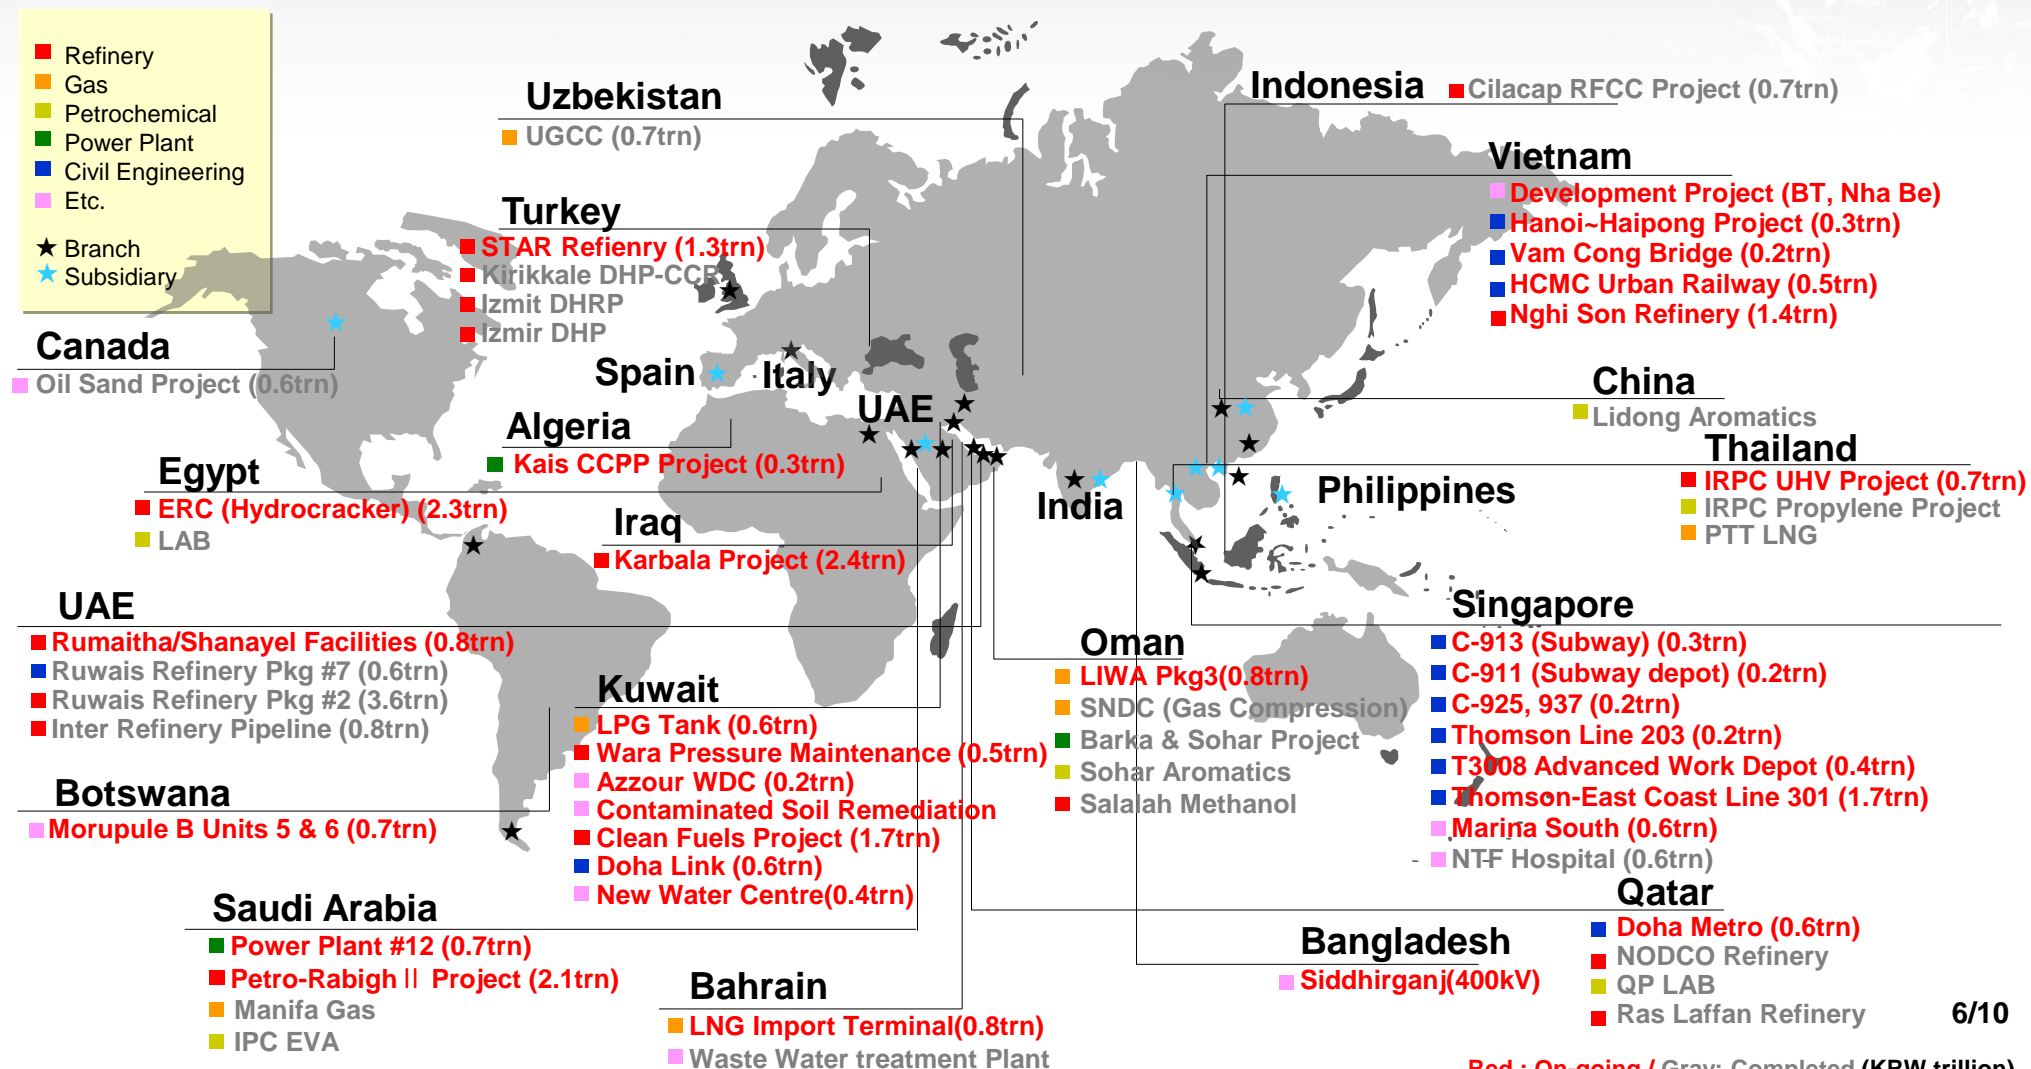 Refinery
Gas
Petrochemical
Power Plant
Civil Engineering
Etc.
Branch
Subsidiary
Uzbekistan
UGCC (0.7trn)
Indonesia
Cilacap RFCC Project (0.7trn)
Vietnam
Development Project (BT, Nha Be)
Hanoi~Haipong Project (0.3trn)
Vam Cong Bridge (0.2trn)
HCMC Urban Railway (0.5trn)
Nghi Son Refinery (1.4trn)
Turkey
STAR Refienry (1.3trn)
Kirikkale DHP-CCR
Izmit DHRP
Izmir DHP
Canada
Oil Sand Project (0.6trn)
Spain
Italy
UAE
China
Lidong Aromatics
Algeria
Kais CCPP Project (0.3trn)
Thailand
IRPC UHV Project (0.7trn)
IRPC Propylene Project
PTT LNG
Egypt
ERC (Hydrocracker) (2.3trn)
LAB
India
Philippines
Iraq
Karbala Project (2.4trn)
UAE
Rumaitha/Shanayel Facilities (0.8trn)
Ruwais Refinery Pkg #7 (0.6trn)
Ruwais Refinery Pkg #2 (3.6trn)
Inter Refinery Pipeline (0.8trn)
Singapore
C-913 (Subway) (0.3trn)
C-911 (Subway depot) (0.2trn)
C-925, 937 (0.2trn)
Thomson Line 203 (0.2trn)
T3008 Advanced Work Depot (0.4trn)
Thomson-East Coast Line 301 (1.7trn)
Marina South (0.6trn)
NTF Hospital (0.6trn)
Oman
LIWA Pkg3(0.8trn)
SNDC (Gas Compression)
Barka & Sohar Project
Sohar Aromatics
Salalah Methanol
Kuwait
LPG Tank (0.6trn)
Wara Pressure Maintenance (0.5trn)
Azzour WDC (0.2trn)
Contaminated Soil Remediation
Clean Fuels Project (1.7trn)
Doha Link (0.6trn)
New Water Centre(0.4trn)
Botswana
Morupule B Units 5 & 6 (0.7trn)
Saudi Arabia
Power Plant #12 (0.7trn)
Petro-Rabigh II Project (2.1trn)
Manifa Gas
IPC EVA
Bahrain
LNG Import Terminal(0.8trn)
Waste Water treatment Plant
Bangladesh
Siddhirganj(400kV)
Qatar
Doha Metro (0.6trn)
NODCO Refinery
QP LAB
Ras Laffan Refinery
6/10
Red : On-going / Gray: Completed (KRW trillion)